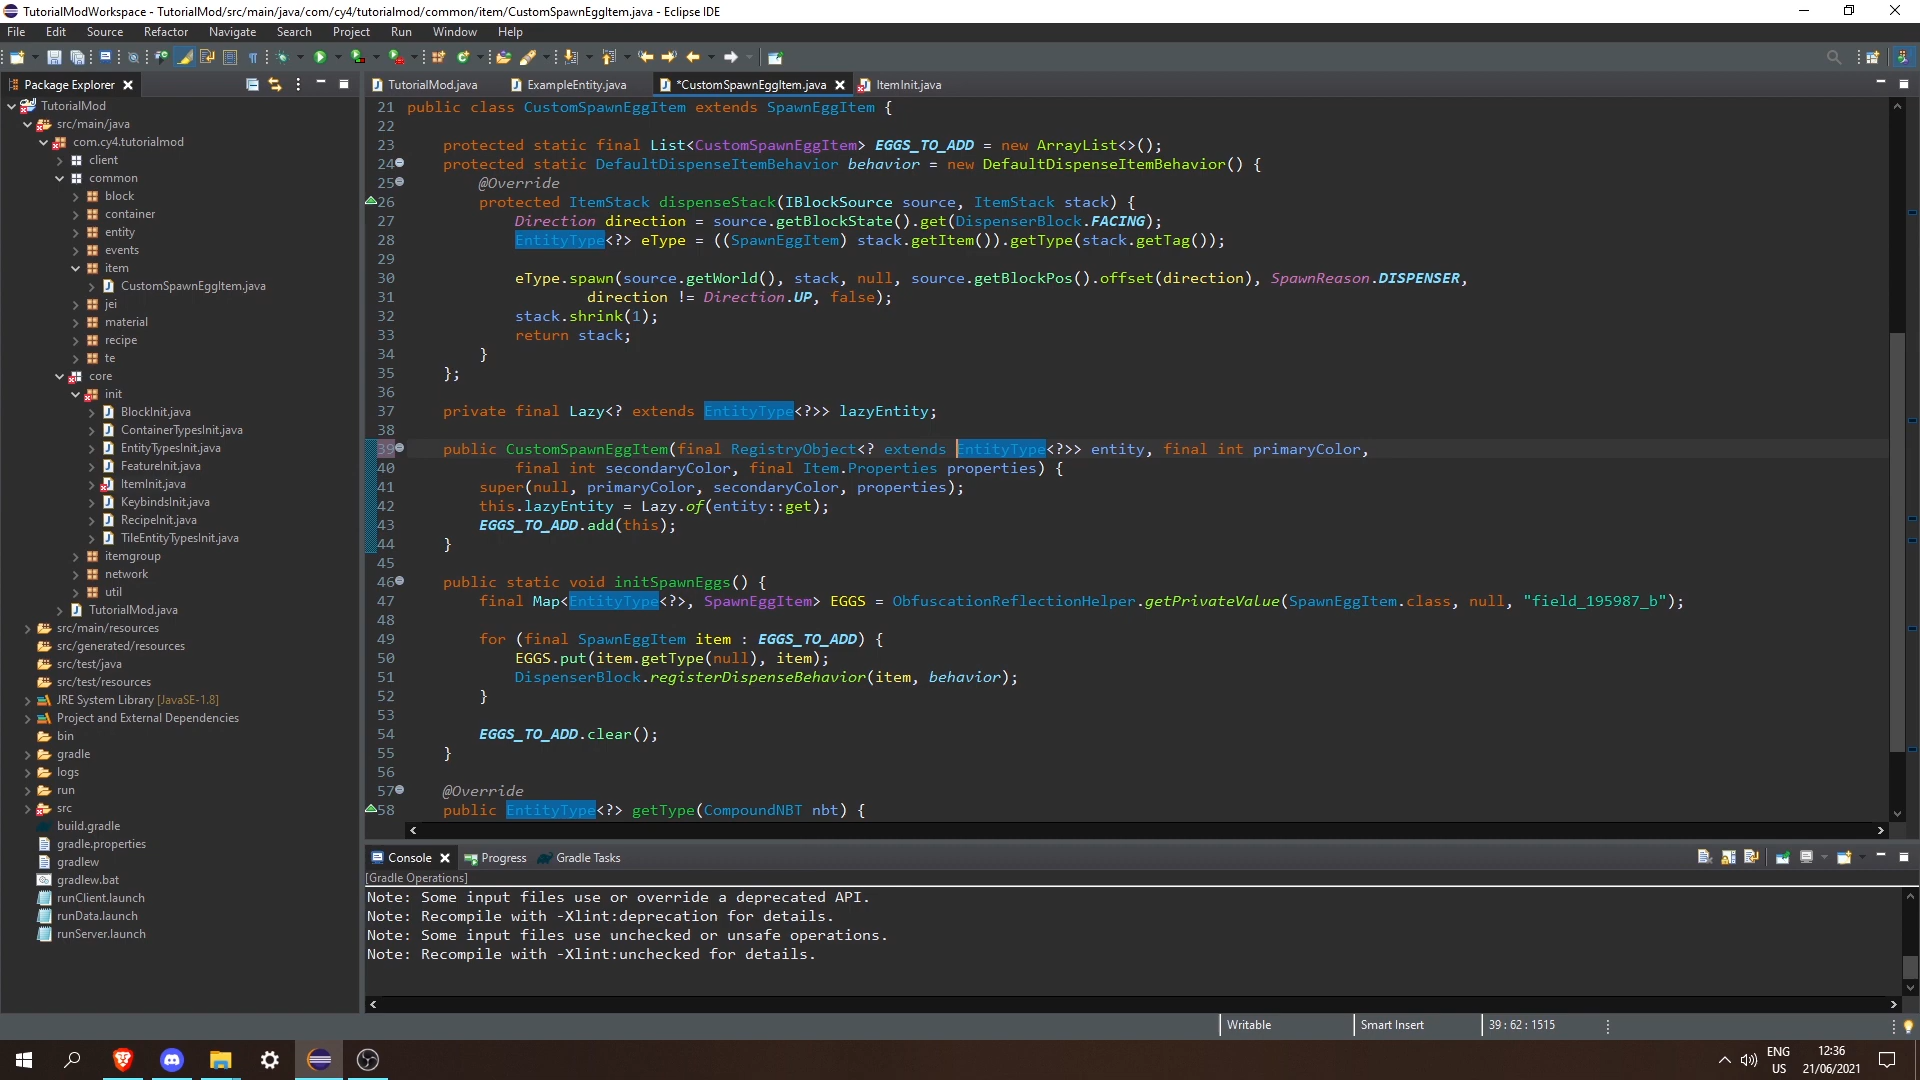 TutorialModWorkspace - TutorialMod/src/main/java/com/cy4/tutorialmod/common/item/CustomSpawnEggItem.java - Eclipse IDE
File Edit Source Refactor Navigate Search Project Run Window Help
Package Explorer
TutorialMod.java ExampleEntity.java *CustomSpawnEggItem.java ItemInit.java
TutorialMod
src/main/java
com.cy4.tutorialmod
client
common
block
container
entity
events
item
CustomSpawnEggItem.java
jei
material
recipe
te
core
init
BlockInit.java
ContainerTypesInit.java
EntityTypesInit.java
FeatureInit.java
ItemInit.java
KeybindsInit.java
RecipeInit.java
TileEntityTypesInit.java
itemgroup
network
util
TutorialMod.java
src/main/resources
src/generated/resources
src/test/java
src/test/resources
JRE System Library [JavaSE-1.8]
Project and External Dependencies
bin
gradle
logs
run
src
build.gradle
gradle.properties
gradlew
gradlew.bat
runClient.launch
runData.launch
runServer.launch
21 public class CustomSpawnEggItem extends SpawnEggItem {
22
23 protected static final List<CustomSpawnEggItem> EGGS_TO_ADD = new ArrayList<>();
24 protected static DefaultDispenseItemBehavior behavior = new DefaultDispenseItemBehavior() {
25 @Override
26 protected ItemStack dispenseStack(IBlockSource source, ItemStack stack) {
27 Direction direction = source.getBlockState().get(DispenserBlock.FACING);
28 EntityType<?> eType = ((SpawnEggItem) stack.getItem()).getType(stack.getTag());
29
30 eType.spawn(source.getWorld(), stack, null, source.getBlockPos().offset(direction), SpawnReason.DISPENSER,
31 direction != Direction.UP, false);
32 stack.shrink(1);
33 return stack;
34 }
35 };
36
37 private final Lazy<? extends EntityType<?>> lazyEntity;
38
39 public CustomSpawnEggItem(final RegistryObject<? extends EntityType<?>> entity, final int primaryColor,
40 final int secondaryColor, final Item.Properties properties) {
41 super(null, primaryColor, secondaryColor, properties);
42 this.lazyEntity = Lazy.of(entity::get);
43 EGGS_TO_ADD.add(this);
44 }
45
46 public static void initSpawnEggs() {
47 final Map<EntityType<?>, SpawnEggItem> EGGS = ObfuscationReflectionHelper.getPrivateValue(SpawnEggItem.class, null, "field_195987_b");
48
49 for (final SpawnEggItem item : EGGS_TO_ADD) {
50 EGGS.put(item.getType(null), item);
51 DispenserBlock.registerDispenseBehavior(item, behavior);
52 }
53
54 EGGS_TO_ADD.clear();
55 }
56
57 @Override
58 public EntityType<?> getType(CompoundNBT nbt) {
Console Progress Gradle Tasks
[Gradle Operations]
Note: Some input files use or override a deprecated API.
Note: Recompile with -Xlint:deprecation for details.
Note: Some input files use unchecked or unsafe operations.
Note: Recompile with -Xlint:unchecked for details.
Writable Smart Insert 39 : 62 : 1515
ENG
US
12:36
21/06/2021